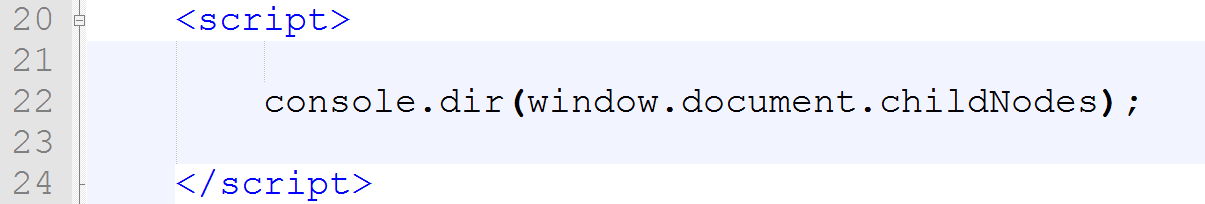 20 <script>
21
22 console.dir(window.document.childNodes);
23
24 </script>